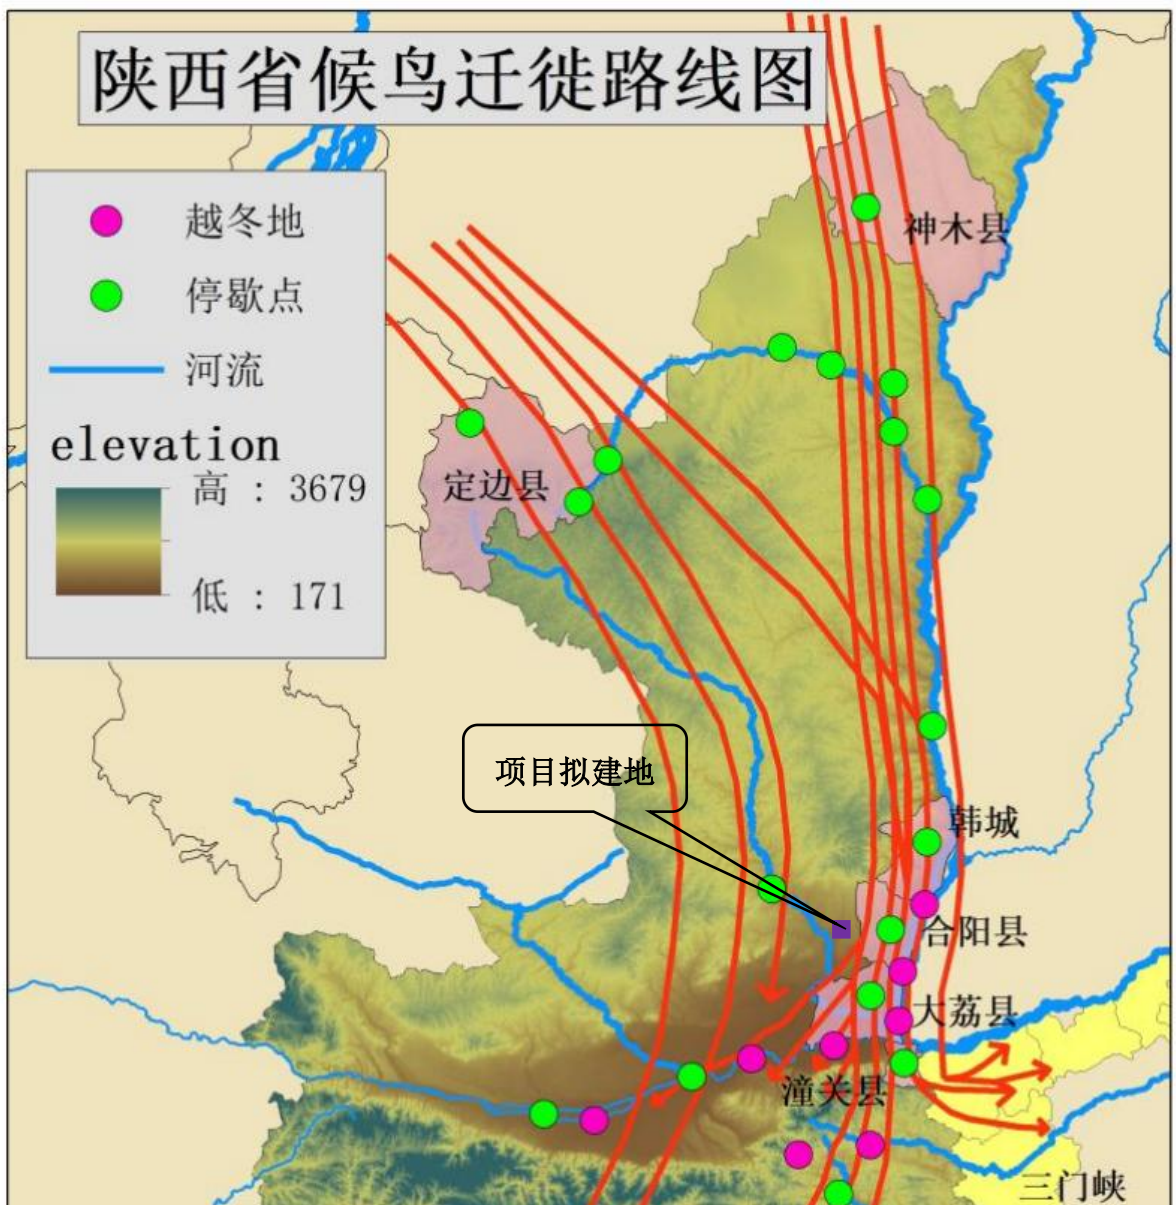 陕西省候鸟迁徙路线图
越冬地
停歇点
河流
elevation
高 : 3679
低 : 171
神木县
定边县
项目拟建地
韩城
合阳县
大荔县
潼关县
三门峡